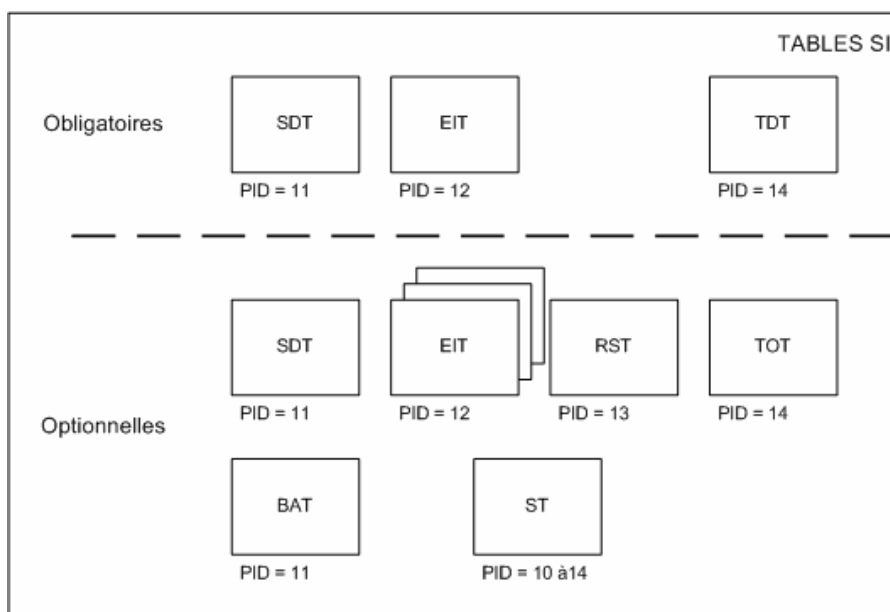 TABLES SI
Obligatoires
SDT
EIT
TDT
PID = 11
PID = 12
PID = 14
SDT
EIT
RST
TOT
PID = 11
PID = 12
PID = 13
PID = 14
Optionnelles
BAT
ST
PID = 11
PID = 10 à14